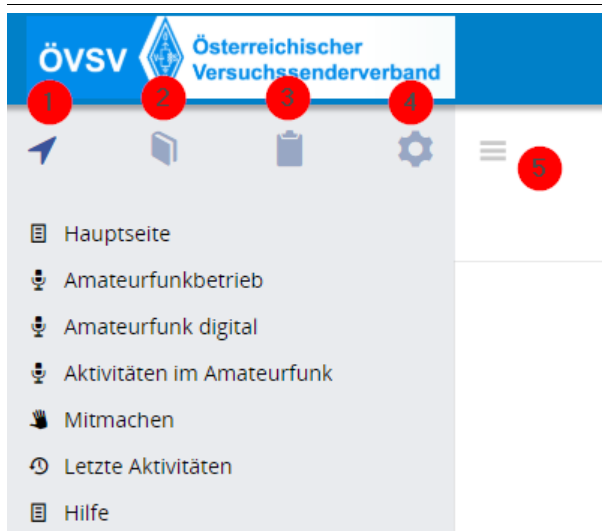 ÖVSV
Österreichischer
Versuchssenderverband
1
2
3
4
5
Hauptseite
Amateurfunkbetrieb
Amateurfunk digital
Aktivitäten im Amateurfunk
Mitmachen
Letzte Aktivitäten
Hilfe